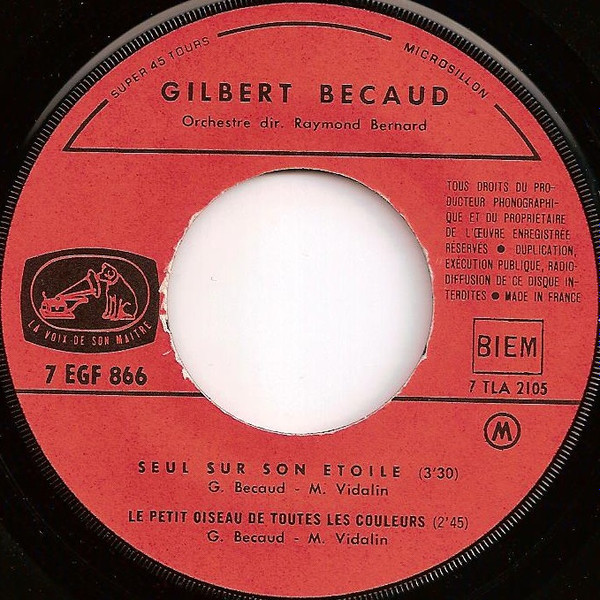 SUPER 45 TOURS
MICROSILLON
GILBERT BECAUD
Orchestre dir. Raymond Bernard
TOUS DROITS DU PRO-
DUCTEUR PHONOGRAPHI-
QUE ET DU PROPRIÉTAIRE
DE L'ŒUVRE ENREGISTRÉE
RESERVÉS ● DUPLICATION,
EXÉCUTION PUBLIQUE, RADIO-
DIFFUSION DE CE DISQUE IN-
TERDITES ● MADE IN FRANCE
LA VOIX DE SON MAITRE
7 EGF 866
BIEM
7 TLA 2105
M
SEUL SUR SON ETOILE (3'30)
G. Becaud - M. Vidalin
LE PETIT OISEAU DE TOUTES LES COULEURS (2'45)
G. Becaud - M. Vidalin